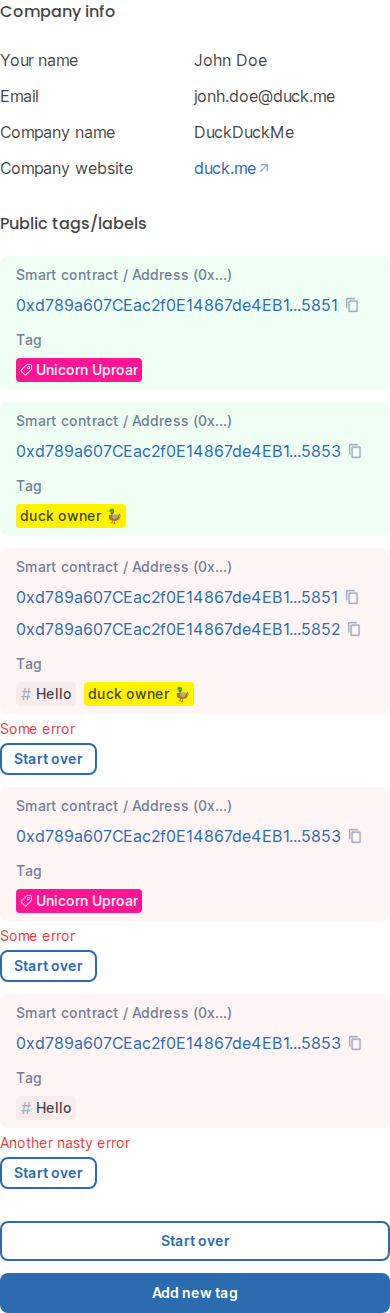 Company info
Your name John Doe
Email jonh.doe@duck.me
Company name DuckDuckMe
Company website duck.me
Public tags/labels
Smart contract / Address (0x...)
0xd789a607CEac2f0E14867de4EB1...5851
Tag
Unicorn Uproar
Smart contract / Address (0x...)
0xd789a607CEac2f0E14867de4EB1...5853
Tag
duck owner 🦆
Smart contract / Address (0x...)
0xd789a607CEac2f0E14867de4EB1...5851
0xd789a607CEac2f0E14867de4EB1...5852
Tag
# Hello duck owner 🦆
Some error
Start over
Smart contract / Address (0x...)
0xd789a607CEac2f0E14867de4EB1...5853
Tag
Unicorn Uproar
Some error
Start over
Smart contract / Address (0x...)
0xd789a607CEac2f0E14867de4EB1...5853
Tag
# Hello
Another nasty error
Start over
Start over
Add new tag